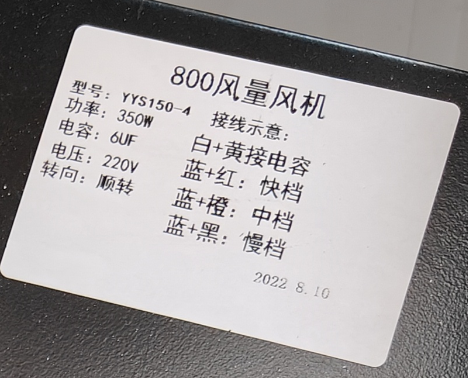 800风量风机
型号：YYS150-4
功率：350W
电容：6UF
电压：220V
转向：顺转
接线示意：
白+黄接电容
蓝+红：快档
蓝+橙：中档
蓝+黑：慢档
2022 8.10